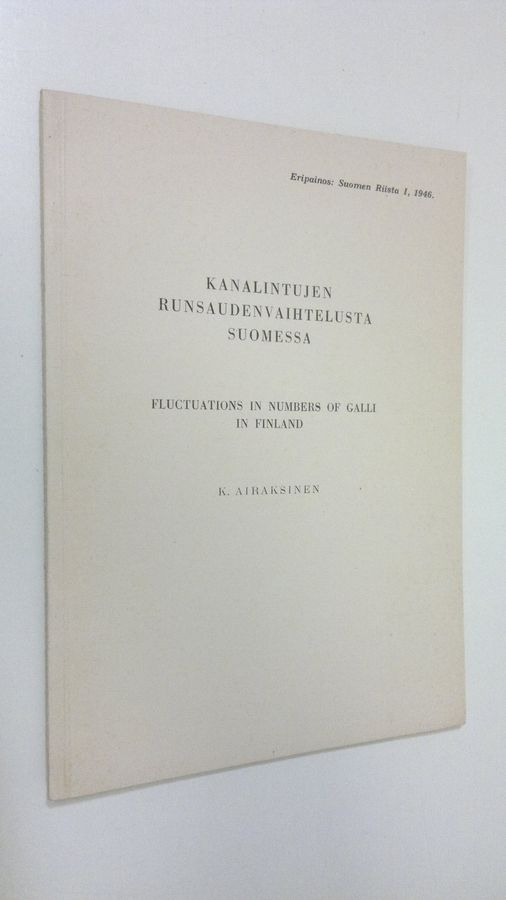 Eripainos: Suomen Riista 1, 1946.
KANALINTUJEN
RUNSAUDENVAIHTELUSTA
SUOMESSA
FLUCTUATIONS IN NUMBERS OF GALLI
IN FINLAND
K. AIRAKSINEN